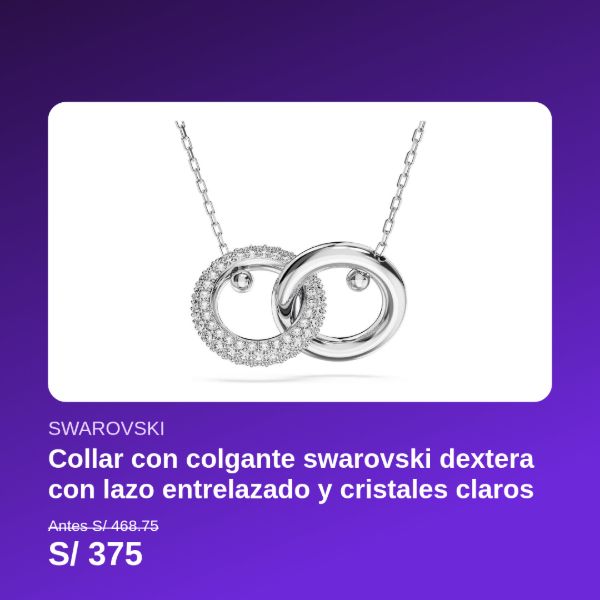 SWAROVSKI
Collar con colgante swarovski dextera
con lazo entrelazado y cristales claros
Antes S/ 468.75
S/ 375